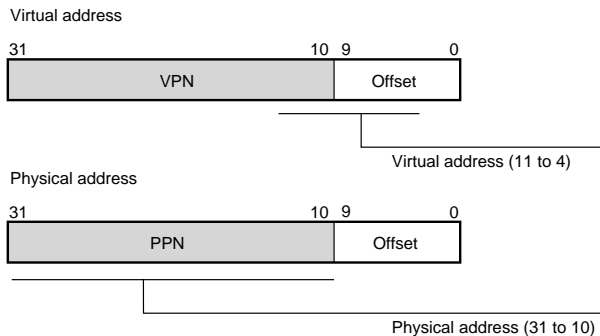 Virtual address
31 10 9 0
VPN Offset
Virtual address (11 to 4)
Physical address
31 10 9 0
PPN Offset
Physical address (31 to 10)